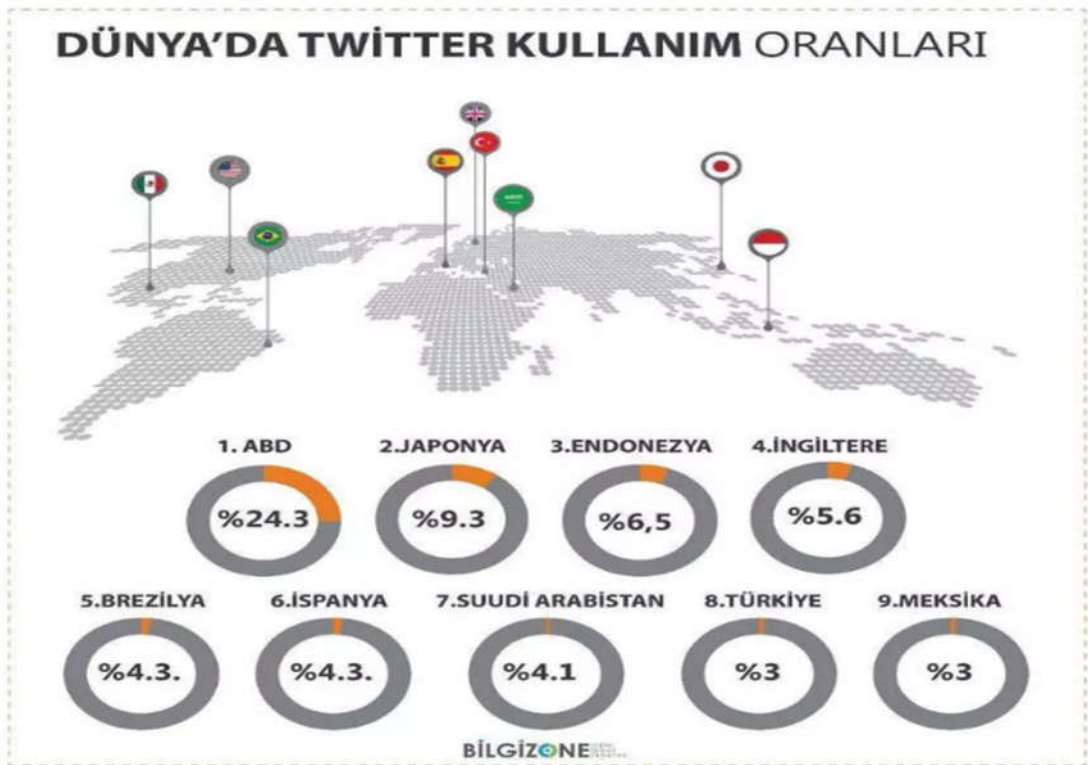 DÜNYA'DA TWİTTER KULLANIM ORANLARI
1. ABD
2.JAPONYA
3.ENDONEZYA
4.İNGİLTERE
%24.3
%9.3
%6,5
%5.6
5.BREZİLYA
6.İSPANYA
7.SUUDİ ARABİSTAN
8.TÜRKİYE
9.MEKSİKA
%4.3.
%4.3.
%4.1
%3
%3
BİLGİZONE